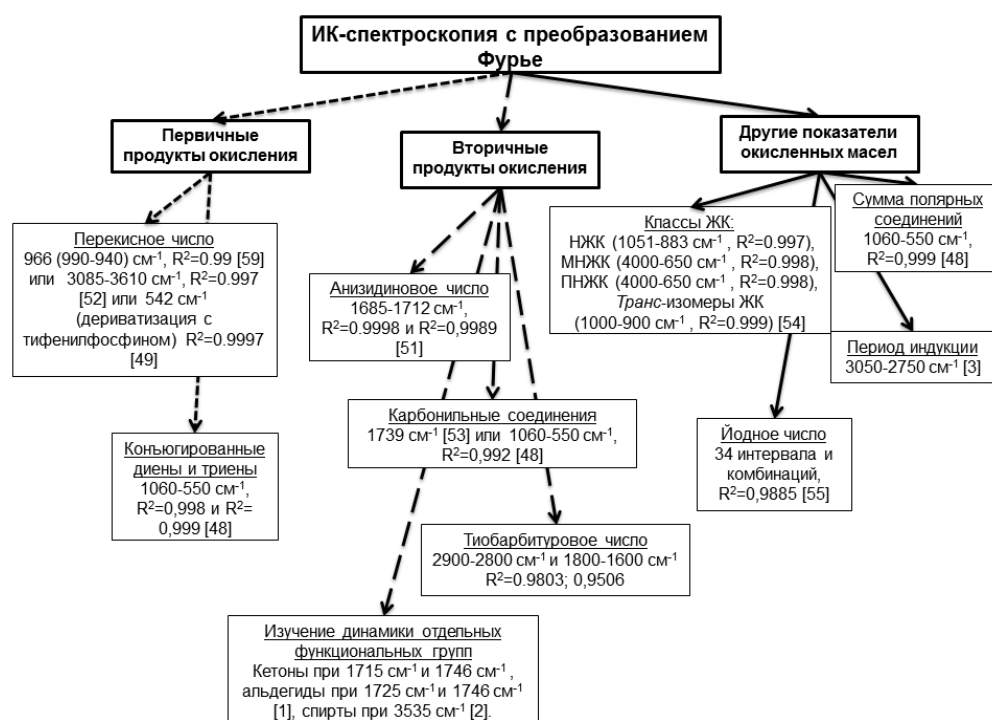 ИК-спектроскопия с преобразованием
Фурье
Первичные
продукты окисления
Вторичные
продукты окисления
Другие показатели
окисленных масел
Перекисное число
966 (990-940) см⁻¹, R²=0.99 [59]
или 3085-3610 см⁻¹, R²=0.997
[52] или 542 см⁻¹
(дериватизация с
тифенилфосфином) R²=0.9997
[49]
Конъюгированные
диены и триены
1060-550 см⁻¹,
R²=0,998 и R²=
0,999 [48]
Анизидиновое число
1685-1712 см⁻¹,
R²=0.9998 и R²=0,9989
[51]
Карбонильные соединения
1739 см⁻¹ [53] или 1060-550 см⁻¹,
R²=0,992 [48]
Тиобарбитуровое число
2900-2800 см⁻¹ и 1800-1600 см⁻¹
R²=0.9803; 0,9506
Изучение динамики отдельных
функциональных групп
Кетоны при 1715 см⁻¹ и 1746 см⁻¹ ,
альдегиды при 1725 см⁻¹ и 1746 см⁻¹
[1], спирты при 3535 см⁻¹ [2].
Классы ЖК:
НЖК (1051-883 см⁻¹ , R²=0.997),
МНЖК (4000-650 см⁻¹ , R²=0.998),
ПНЖК (4000-650 см⁻¹ , R²=0.998),
Транс-изомеры ЖК
(1000-900 см⁻¹ , R²=0.999) [54]
Сумма полярных
соединений
1060-550 см⁻¹,
R²=0,999 [48]
Период индукции
3050-2750 см⁻¹ [3]
Йодное число
34 интервала и
комбинаций,
R²=0,9885 [55]